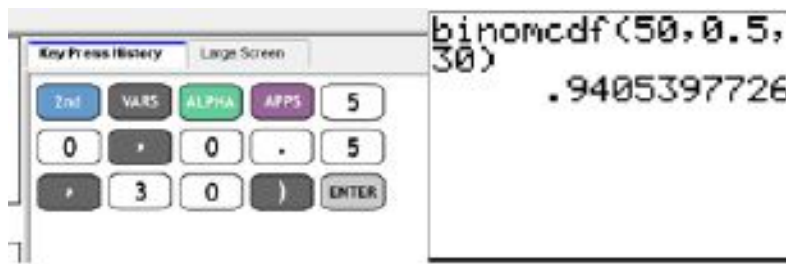 Key Press History Large Screen
2nd VARS ALPHA APPS 5
0 , 0 . 5
, 3 0 ) ENTER
binomcdf(50,0.5,
30)
.9405397726